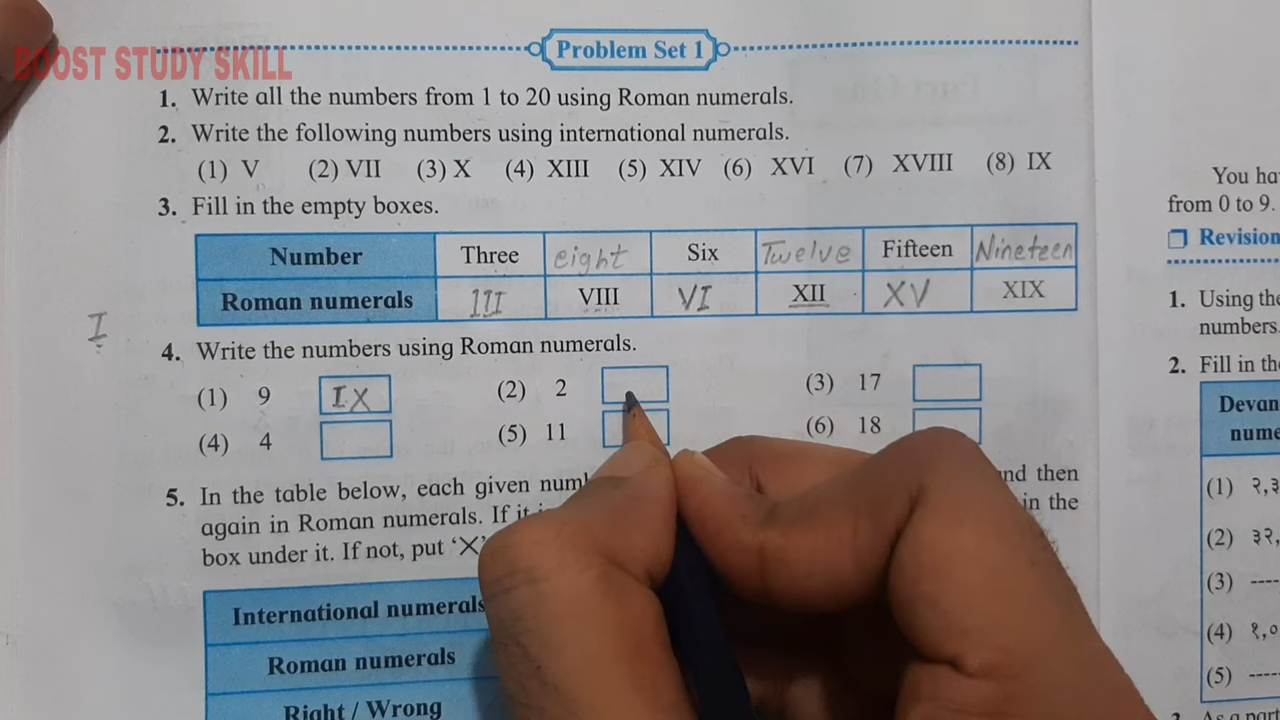 BOOST STUDY SKILL
Problem Set 1
1. Write all the numbers from 1 to 20 using Roman numerals.
2. Write the following numbers using international numerals.
(1) V (2) VII (3) X (4) XIII (5) XIV (6) XVI (7) XVIII (8) IX
3. Fill in the empty boxes.
Number Three eight Six Twelve Fifteen Nineteen
Roman numerals III VIII VI XII XV XIX
I
4. Write the numbers using Roman numerals.
(1) 9 IX (2) 2 (3) 17
(4) 4 (5) 11 (6) 18
5. In the table below, each given num nd then
again in Roman numerals. If it in the
box under it. If not, put ‘X’
International numerals
Roman numerals
Right / Wrong
You ha
from 0 to 9.
Revision
1. Using the
numbers.
2. Fill in the
Devan
nume
(1) २,३
(2) ३२,
(3) ----
(4) १,०
(5) ----